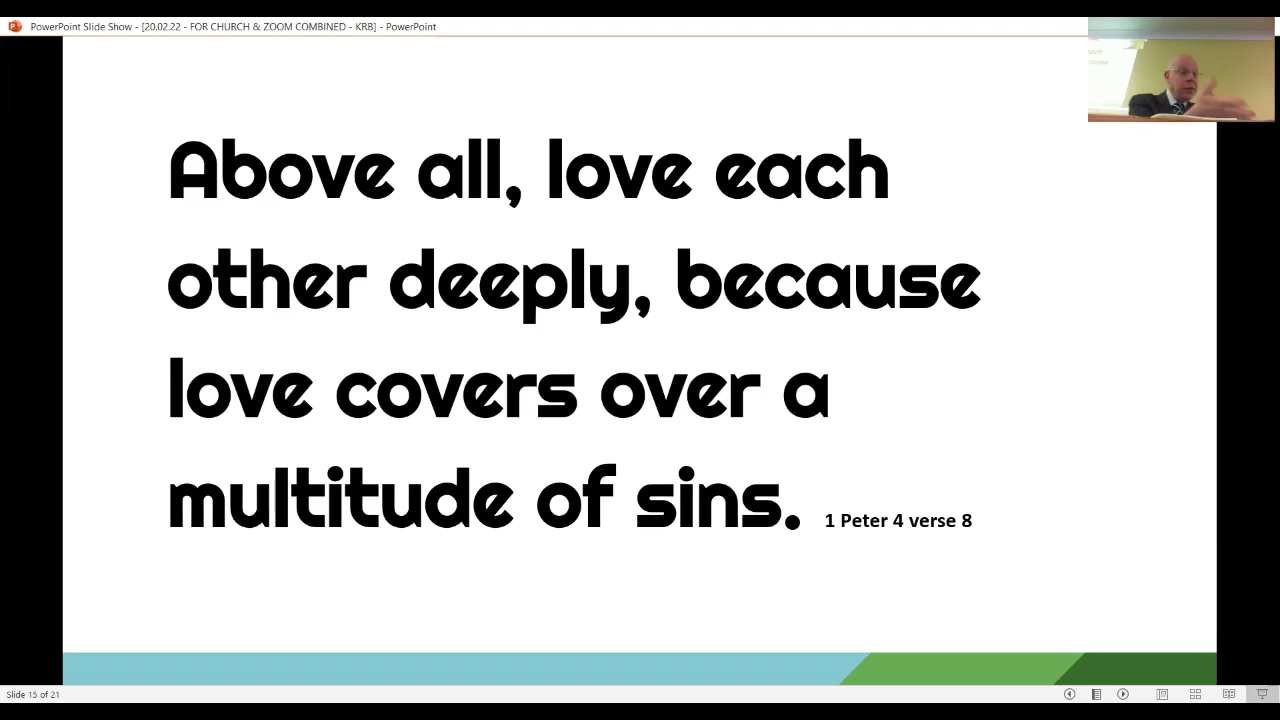 PowerPoint Slide Show - [20.02.22 - FOR CHURCH & ZOOM COMBINED - KRB] - PowerPoint
Above all, love each
other deeply, because
love covers over a
multitude of sins. 1 Peter 4 verse 8
Slide 15 of 21